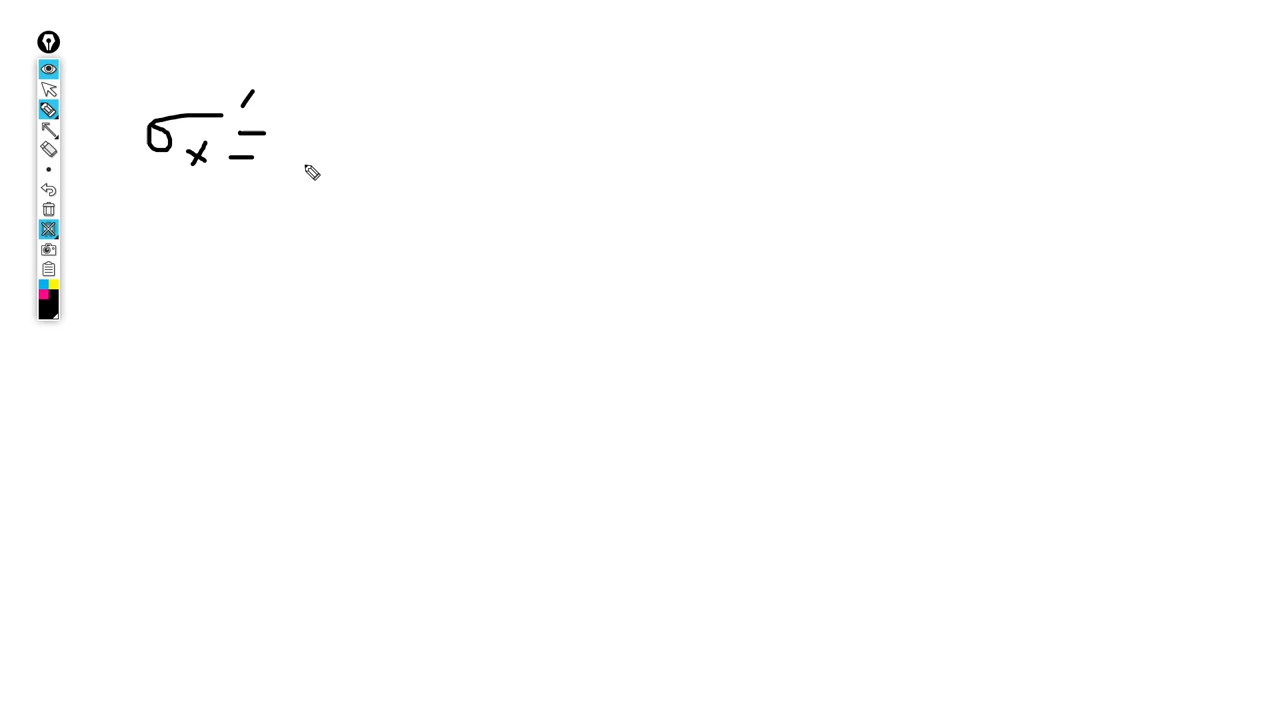 σₓ' =